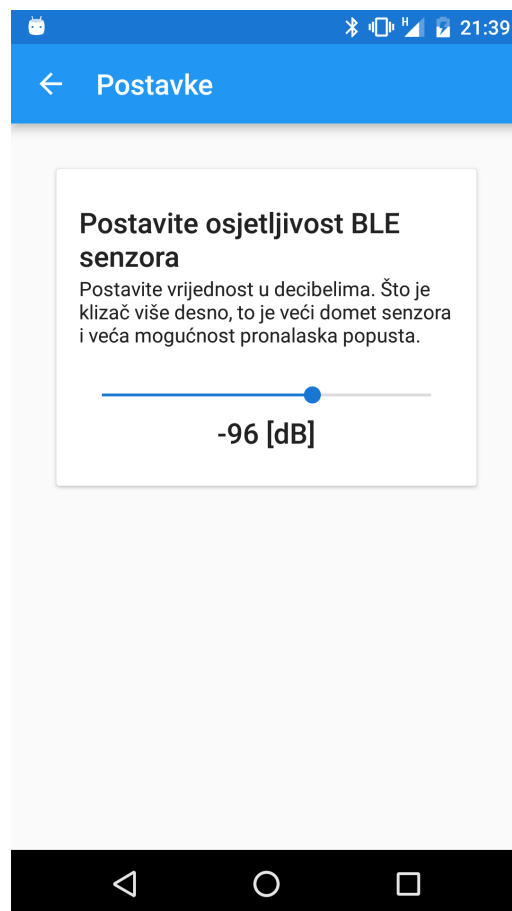 H 21:39
Postavke
Postavite osjetljivost BLE
senzora
Postavite vrijednost u decibelima. Što je
klizač više desno, to je veći domet senzora
i veća mogućnost pronalaska popusta.
-96 [dB]